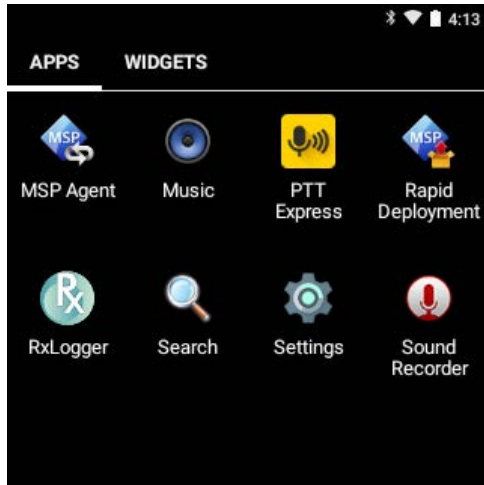 4:13
APPS WIDGETS
MSP MSP
MSP Agent Music PTT Express Rapid Deployment
Rx
RxLogger Search Settings Sound Recorder